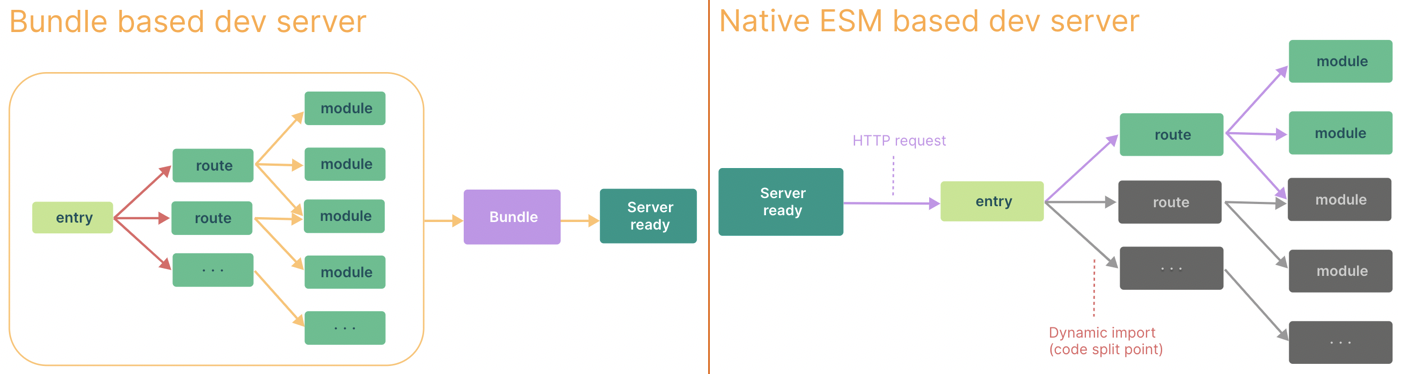 Bundle based dev server
entry
route
route
· · ·
module
module
module
module
· · ·
Bundle
Server
ready
Native ESM based dev server
Server
ready
HTTP request
entry
route
route
· · ·
module
module
module
module
· · ·
Dynamic import
(code split point)